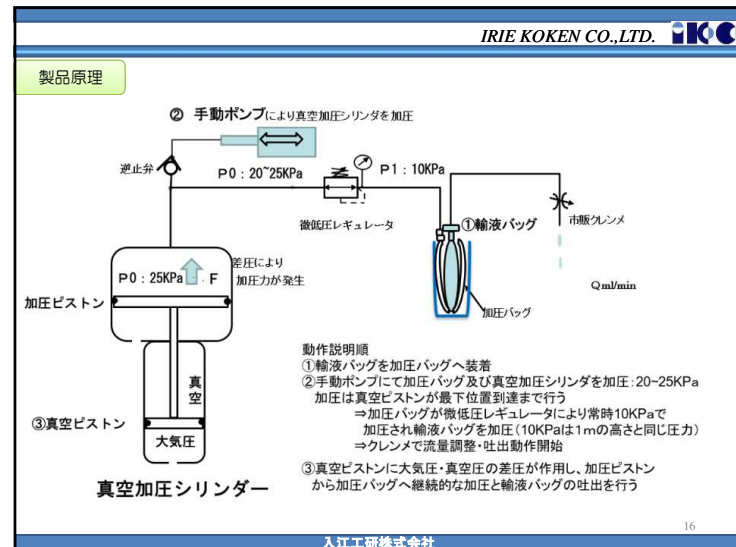 IRIE KOKEN CO.,LTD. IKC
製品原理
② 手動ポンプにより真空加圧シリンダを加圧
逆止弁
P0:20~25KPa
P1:10KPa
微低圧レギュレータ
①輸液バッグ
市販クレンメ
Qml/min
加圧バッグ
差圧により
加圧力が発生
P0:25KPa
F
加圧ピストン
真空
③真空ピストン
大気圧
真空加圧シリンダー
動作説明順
①輸液バッグを加圧バッグへ装着
②手動ポンプにて加圧バッグ及び真空加圧シリンダを加圧:20~25KPa
加圧は真空ピストンが最下位置到達まで行う
⇒加圧バッグが微低圧レギュレータにより常時10KPaで
加圧され輸液バッグを加圧(10KPaは1mの高さと同じ圧力)
⇒クレンメで流量調整・吐出動作開始
③真空ピストンに大気圧・真空圧の差圧が作用し、加圧ピストン
から加圧バッグへ継続的な加圧と輸液バッグの吐出を行う
16
入江工研株式会社